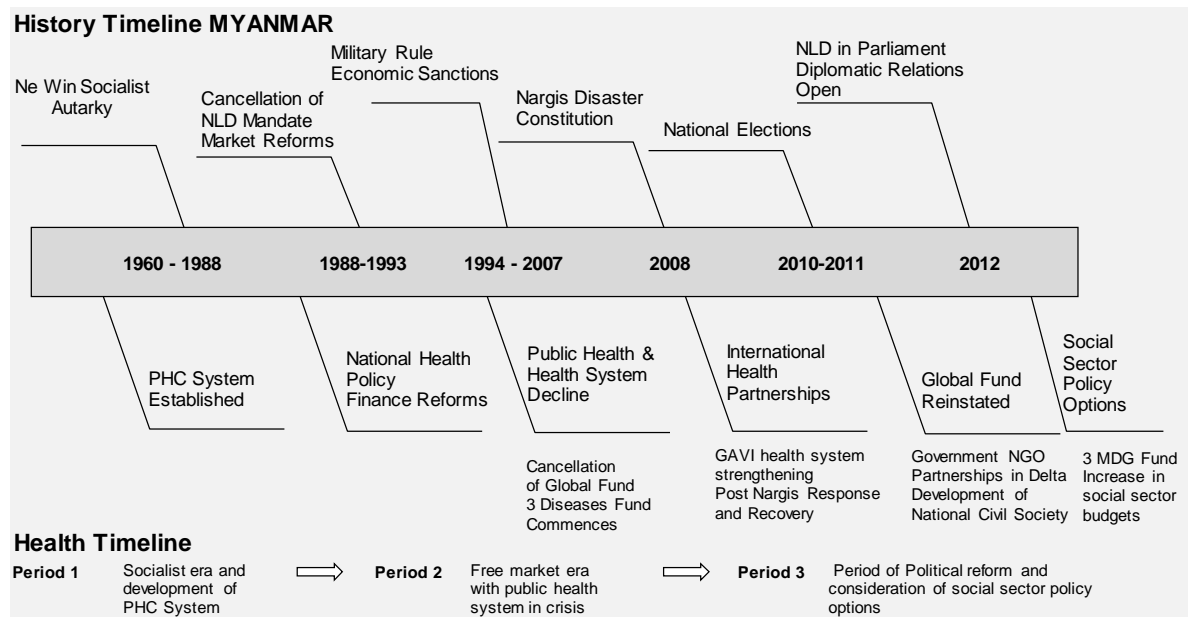 History Timeline MYANMAR
Ne Win Socialist
Autarky
Cancellation of
NLD Mandate
Market Reforms
Military Rule
Economic Sanctions
Nargis Disaster
Constitution
National Elections
NLD in Parliament
Diplomatic Relations
Open
1960 - 1988
1988-1993
1994 - 2007
2008
2010-2011
2012
PHC System
Established
National Health
Policy
Finance Reforms
Public Health &
Health System
Decline
International
Health
Partnerships
Global Fund
Reinstated
Social
Sector
Policy
Options
Cancellation
of Global Fund
3 Diseases Fund
Commences
GAVI health system
strengthening
Post Nargis Response
and Recovery
Government NGO
Partnerships in Delta
Development of
National Civil Society
3 MDG Fund
Increase in
social sector
budgets
Health Timeline
Period 1
Socialist era and
development of
PHC System
Period 2
Free market era
with public health
system in crisis
Period 3
Period of Political reform and
consideration of social sector policy
options